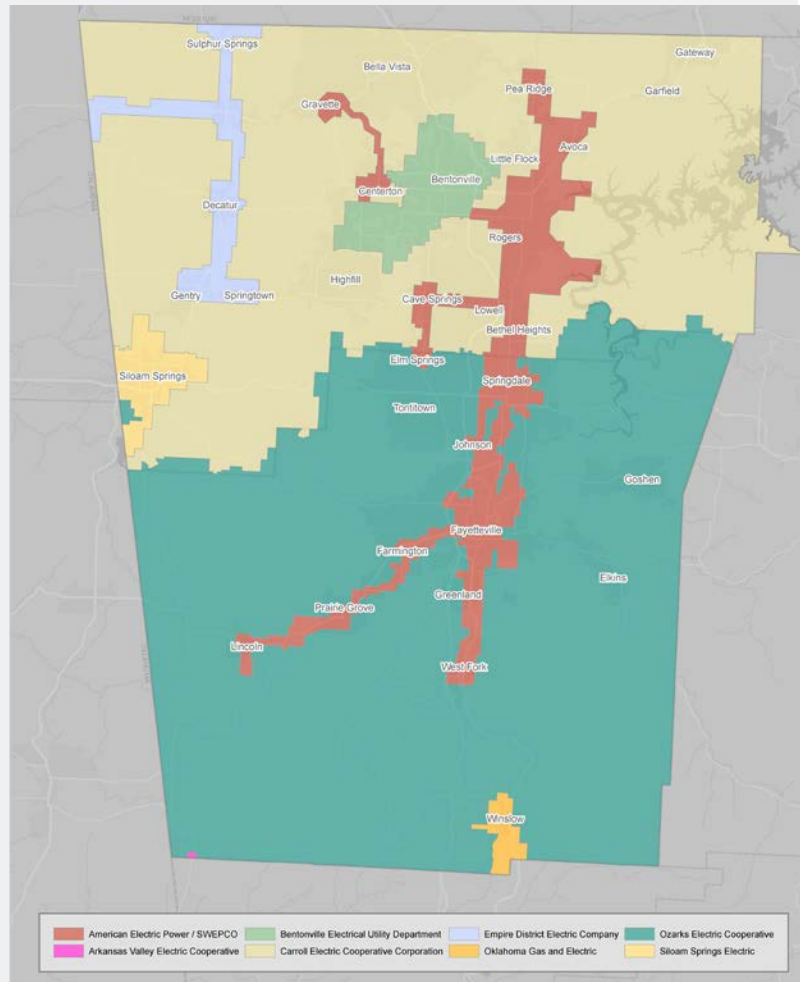 MISSOURI
Sulphur Springs
Gateway
Bella Vista
Pea Ridge
Garfield
Gravette
Avoca
Little Flock
Bentonville
Centerton
Decatur
Rogers
Highfill
Gentry
Springtown
Cave Springs
Lowell
Bethel Heights
Elm Springs
Siloam Springs
Springdale
Tontitown
Johnson
Goshen
Fayetteville
Farmington
Elkins
Greenland
Prairie Grove
Lincoln
West Fork
Winslow
American Electric Power / SWEPCO
Bentonville Electrical Utility Department
Empire District Electric Company
Ozarks Electric Cooperative
Arkansas Valley Electric Cooperative
Carroll Electric Cooperative Corporation
Oklahoma Gas and Electric
Siloam Springs Electric